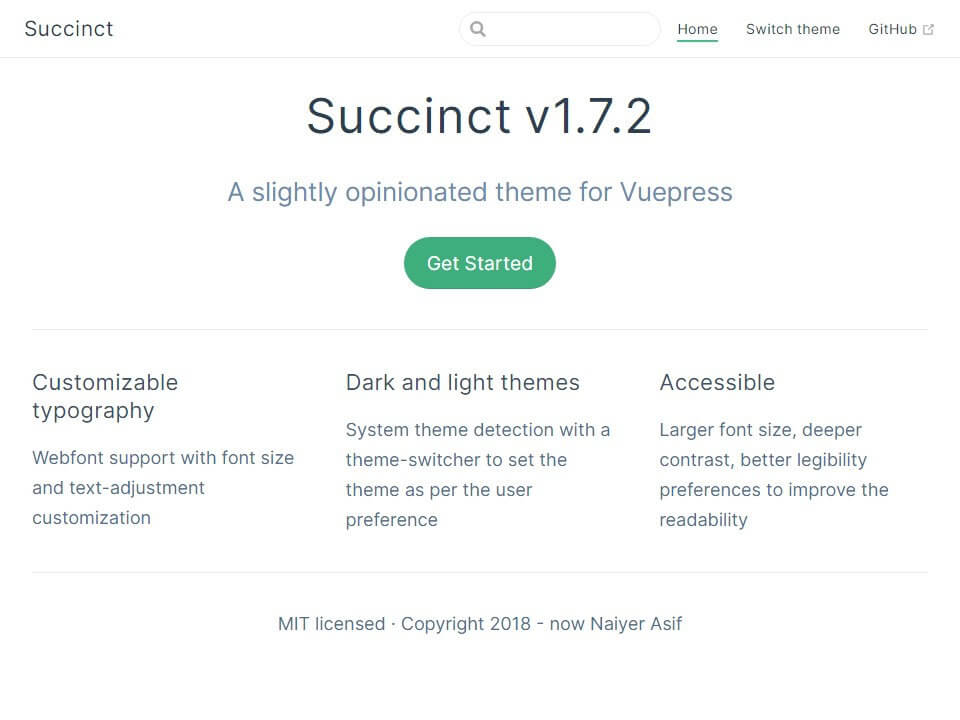 Succinct
Home
Switch theme
GitHub
Succinct v1.7.2
A slightly opinionated theme for Vuepress
Get Started
Customizable
typography
Webfont support with font size
and text-adjustment
customization
Dark and light themes
System theme detection with a
theme-switcher to set the
theme as per the user
preference
Accessible
Larger font size, deeper
contrast, better legibility
preferences to improve the
readability
MIT licensed · Copyright 2018 - now Naiyer Asif